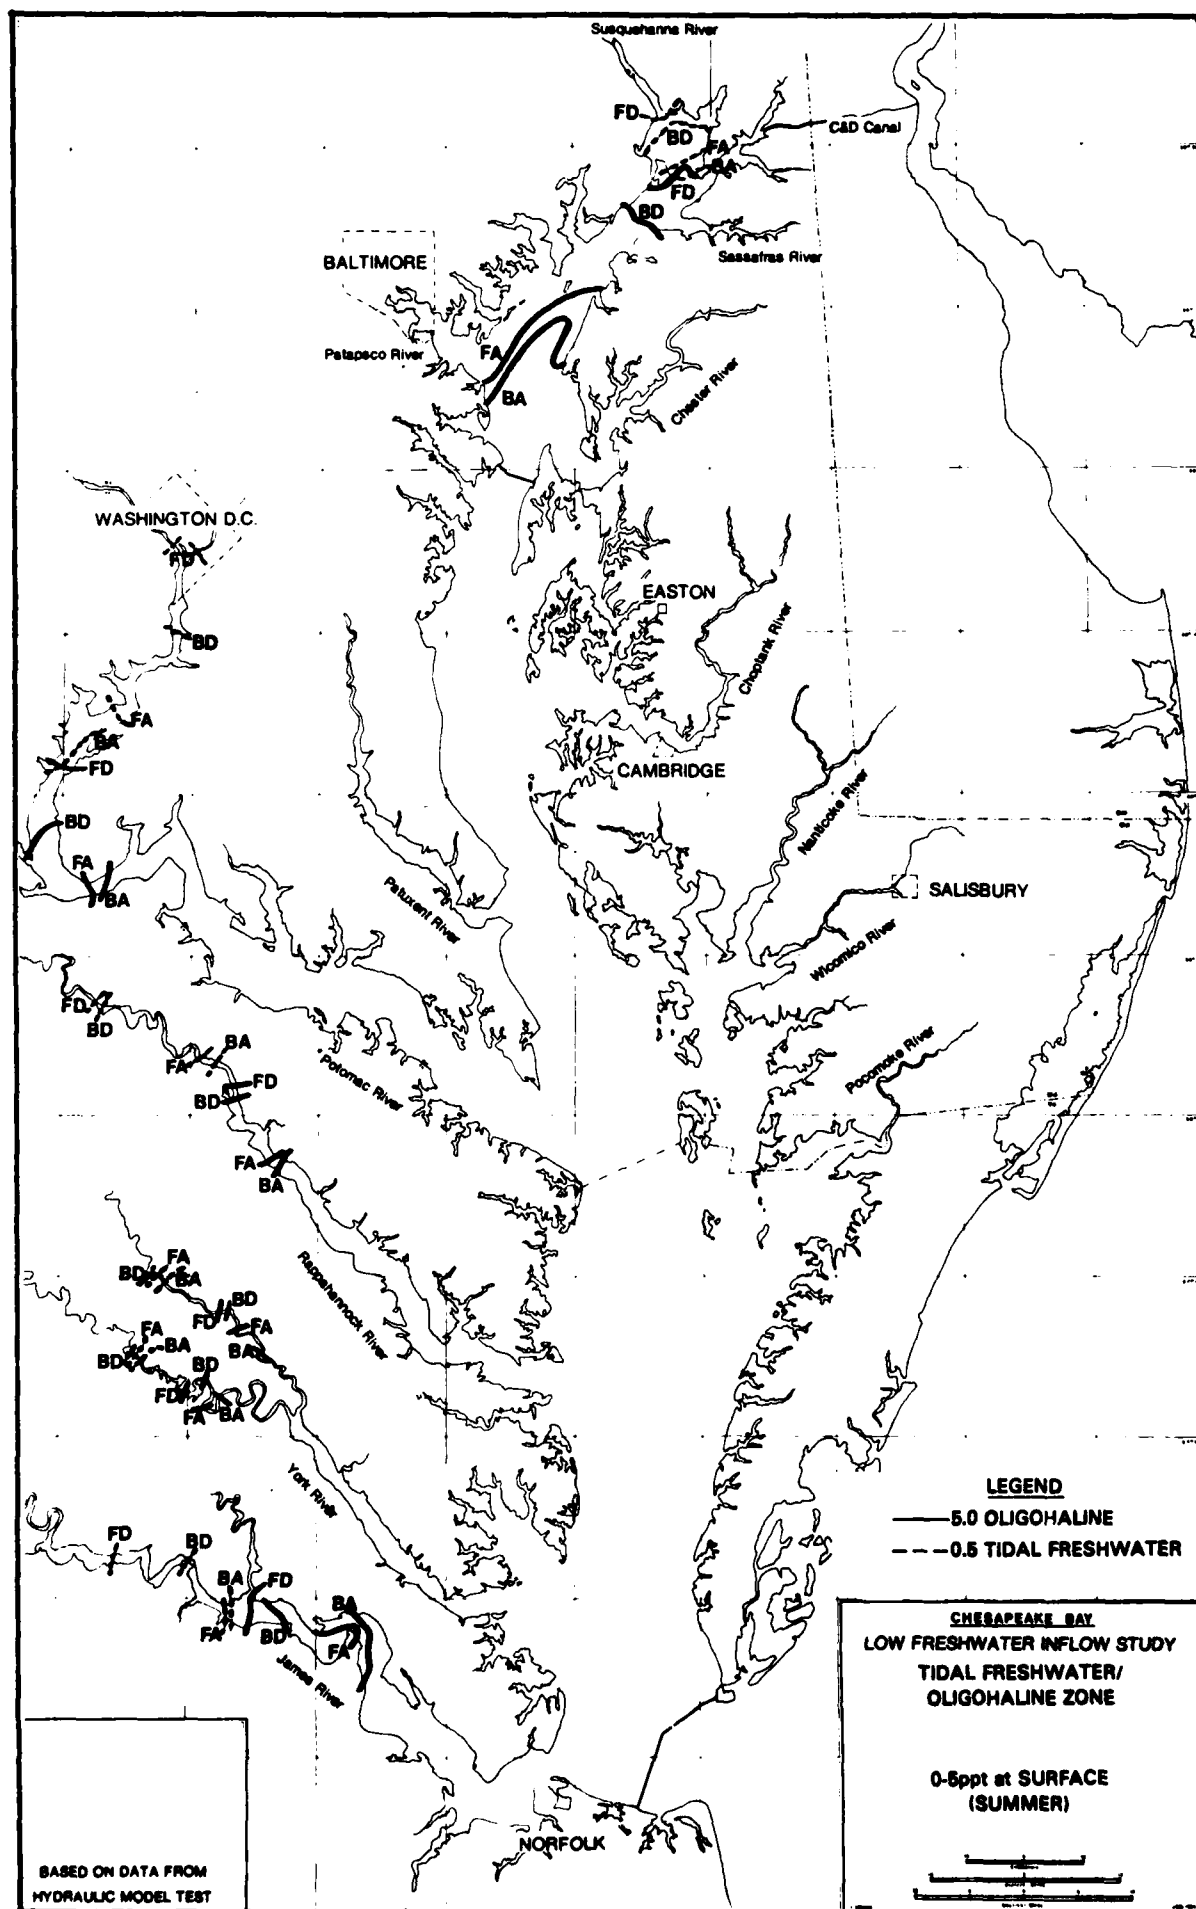 Susquehanna River
FD
C&D Canal
BD
FA
BA
FD
BD
Sassafras River
BALTIMORE
Patapsco River
FA
BA
Chester River
WASHINGTON D.C.
FD
BD
EASTON
Choptank River
FA
BA
FD
CAMBRIDGE
Nanticoke River
BD
FA
BA
SALISBURY
Patuxent River
Wicomico River
FD
BD
BA
FA
FD
BD
Potomac River
Pocomoke River
FA
BA
Rappahannock River
FA
BD
BA
BD
FD
FA
BA
FA
BA
BD
BD
FD
FA
BA
York River
FD
BD
BA
FD
FA
BD
BA
FA
James River
NORFOLK
LEGEND
5.0 OLIGOHALINE
0.5 TIDAL FRESHWATER
CHESAPEAKE BAY
LOW FRESHWATER INFLOW STUDY
TIDAL FRESHWATER/
OLIGOHALINE ZONE
0-5ppt at SURFACE
(SUMMER)
BASED ON DATA FROM
HYDRAULIC MODEL TEST